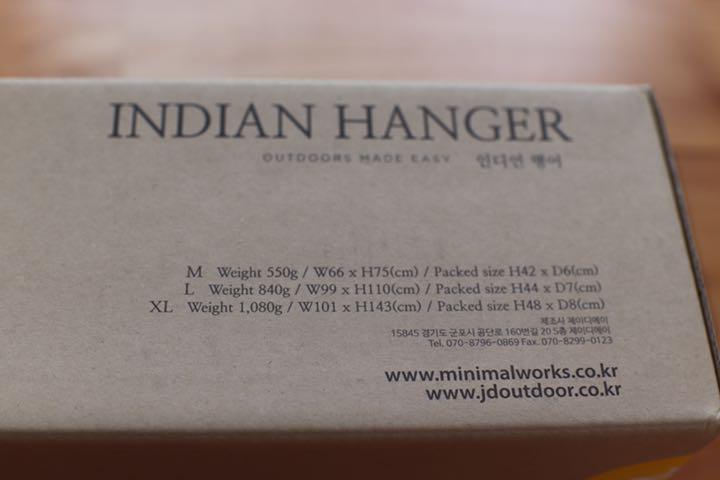 INDIAN HANGER
OUTDOORS MADE EASY 인디언 행어
M Weight 550g / W66 x H75(cm) / Packed size H42 x D6(cm)
L Weight 840g / W99 x H110(cm) / Packed size H44 x D7(cm)
XL Weight 1,080g / W101 x H143(cm) / Packed size H48 x D8(cm)
제조사 제이디에이
15845 경기도 군포시 공단로 160번길 20 5층 제이디에이
Tel. 070-8796-0869 Fax. 070-8299-0123
www.minimalworks.co.kr
www.jdoutdoor.co.kr